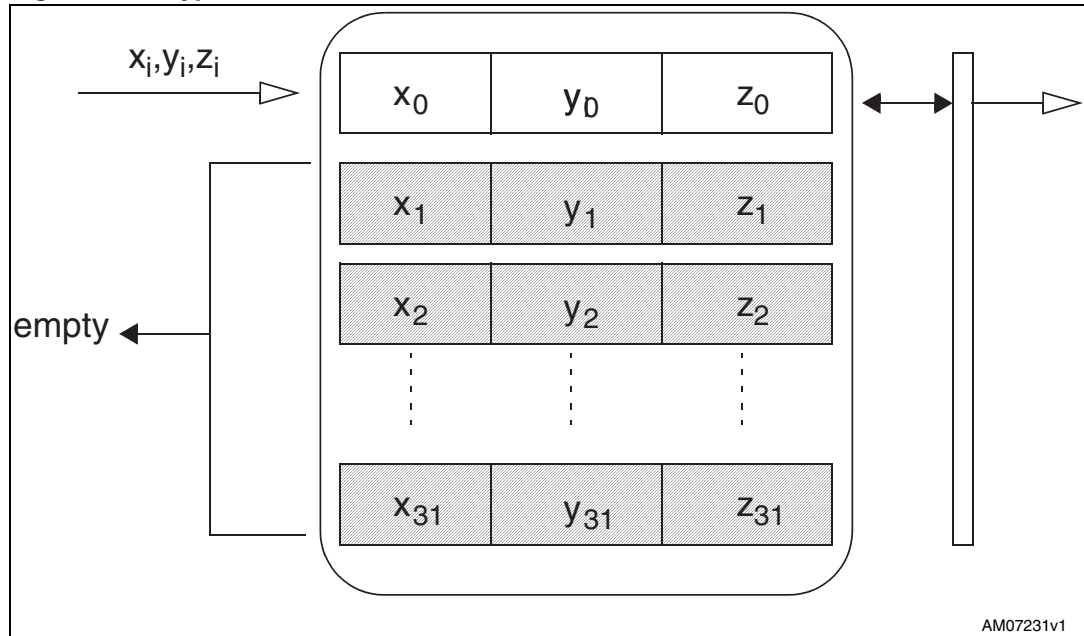 xᵢ,yᵢ,zᵢ
x₀ y₀ z₀
x₁ y₁ z₁
x₂ y₂ z₂
empty
x₃₁ y₃₁ z₃₁
AM07231v1